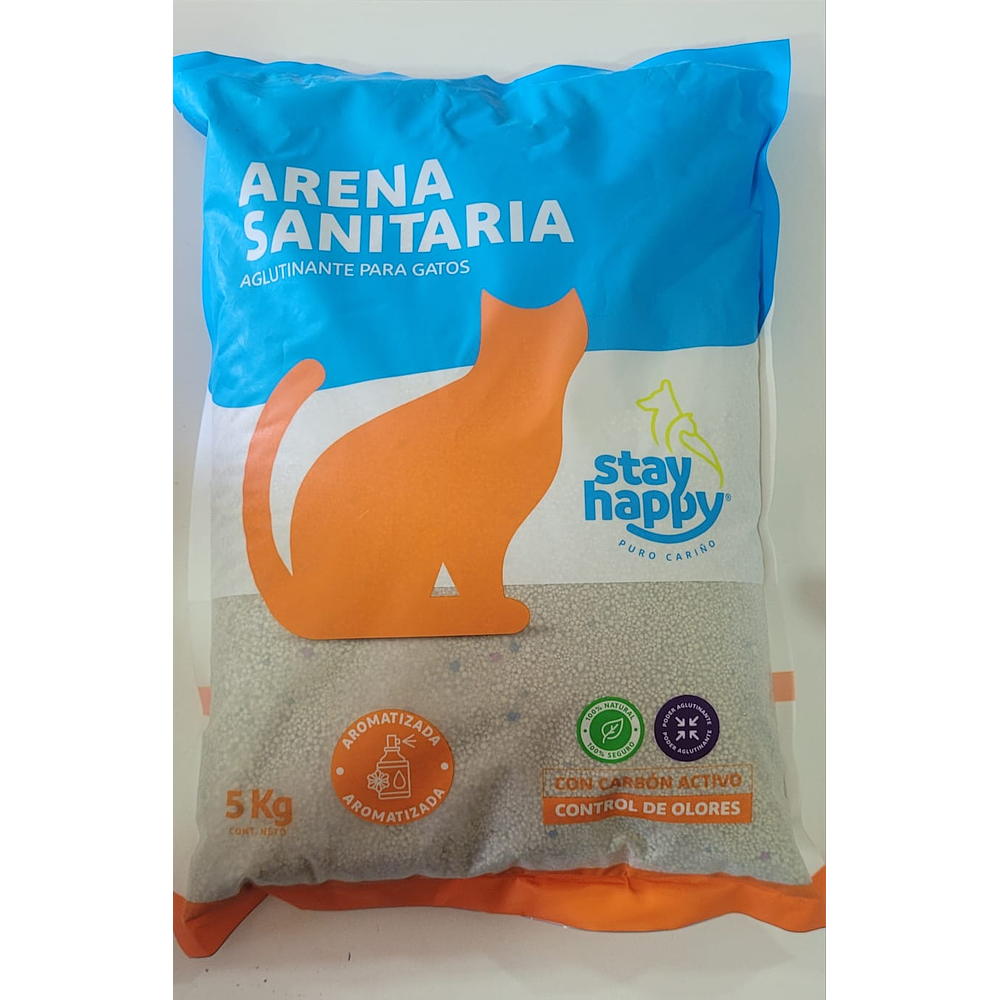 ARENA
SANITARIA
AGLUTINANTE PARA GATOS
stay
happy®
PURO CARIÑO
AROMATIZADA
AROMATIZADA
100% NATURAL
100% SEGURO
PODER AGLUTINANTE
PODER AGLUTINANTE
CON CARBÓN ACTIVO
CONTROL DE OLORES
5 Kg
CONT. NETO